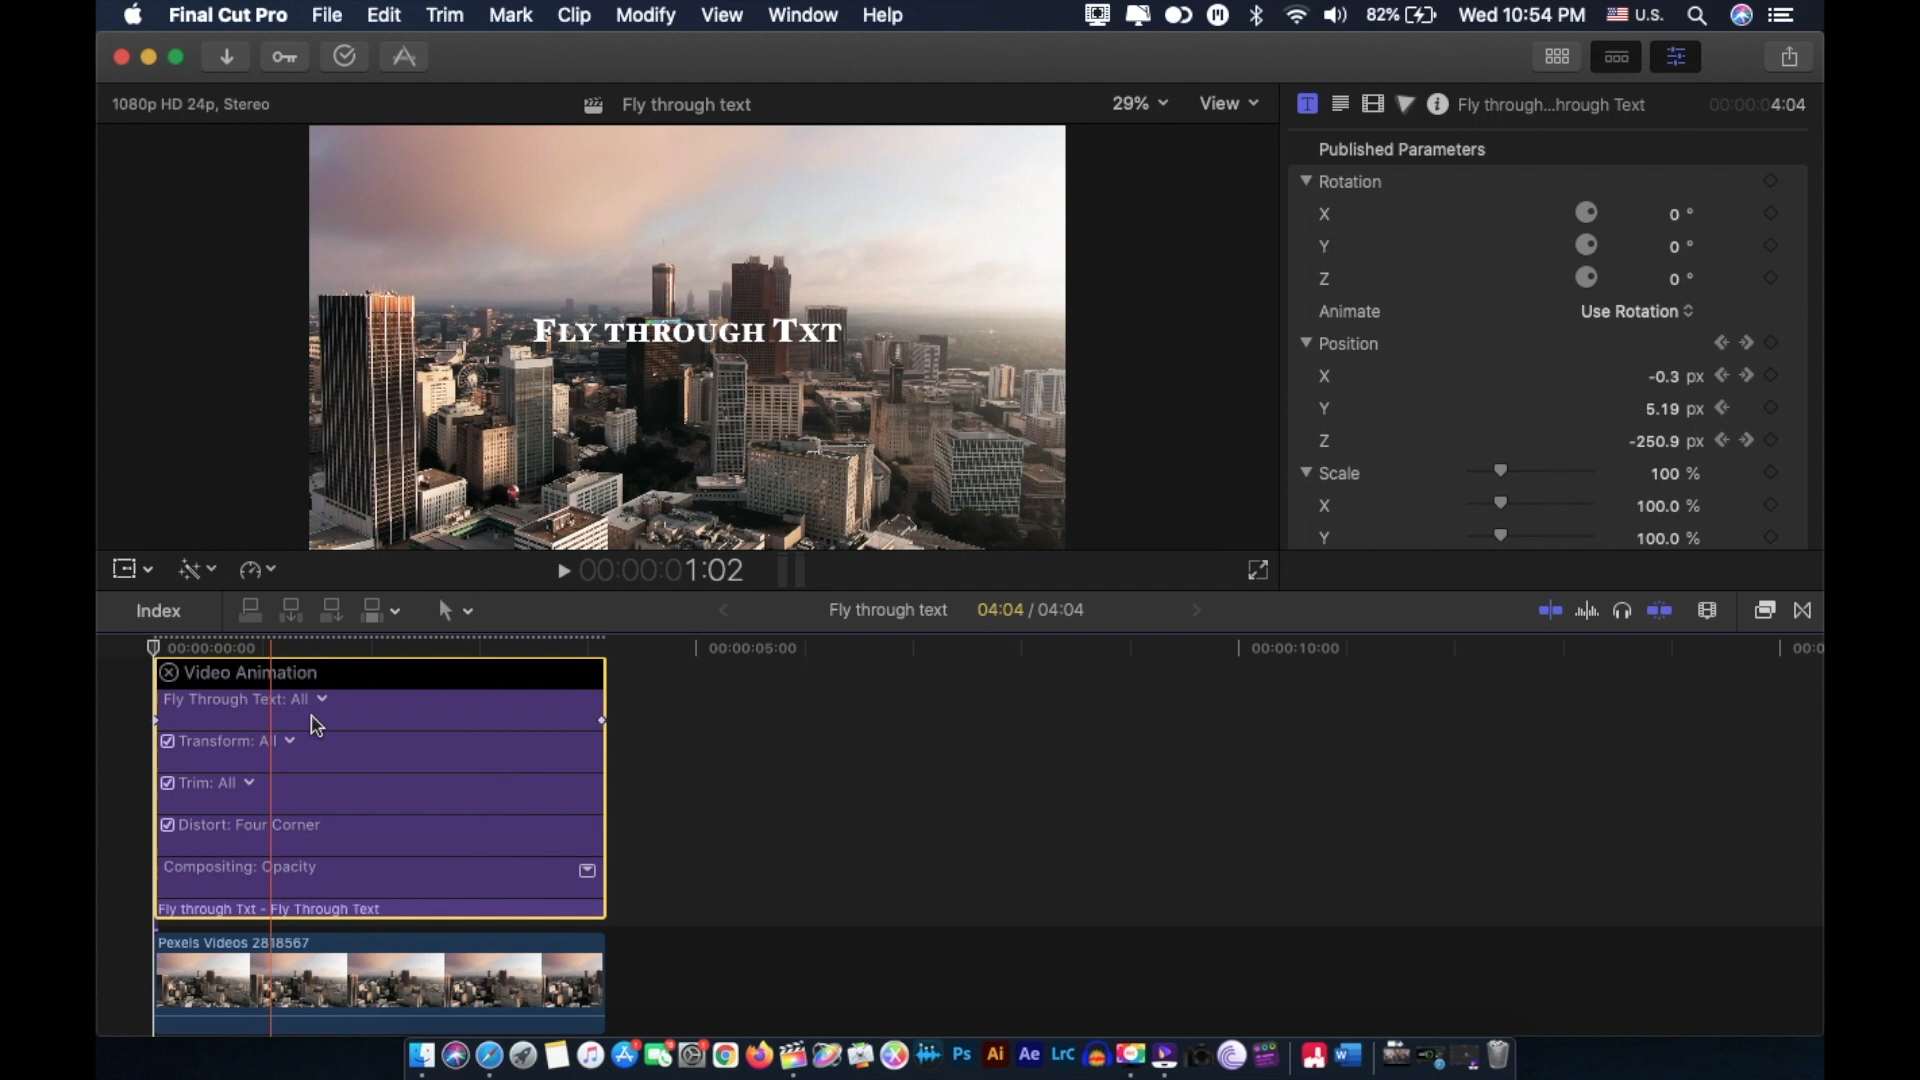 Final Cut Pro File Edit Trim Mark Clip Modify View Window Help 82% Wed 10:54 PM U.S.
1080p HD 24p, Stereo Fly through text 29% View T Fly through...hrough Text 00:00:04:04
Published Parameters
Rotation
X 0 °
Y 0 °
Z 0 °
Animate Use Rotation
Position
X -0.3 px
Y 5.19 px
Z -250.9 px
Scale 100 %
X 100.0 %
Y 100.0 %
Fly through Txt
00:00:01:02
Index Fly through text 04:04 / 04:04
00:00:00:00 00:00:05:00 00:00:10:00 00:0
Video Animation
Fly Through Text: All
Transform: All
Trim: All
Distort: Four Corner
Compositing: Opacity
Fly through Txt - Fly Through Text
Pexels Videos 2818567
Ps Ai Ae LrC W